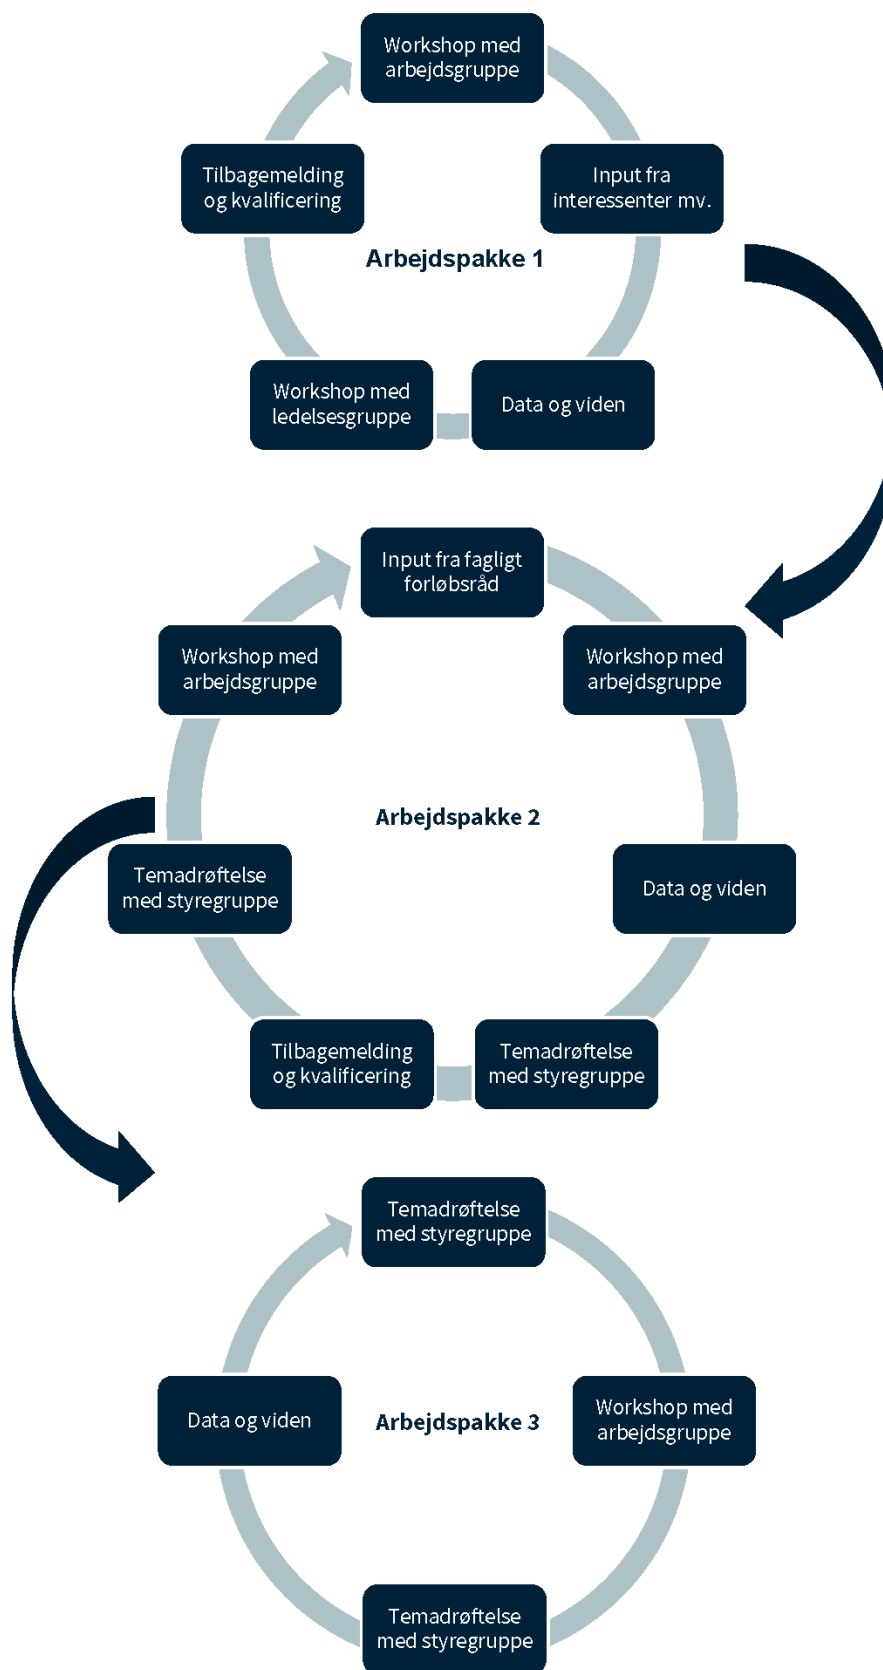 Workshop med
arbejdsgruppe
Tilbagemelding
og kvalificering
Input fra
interessenter mv.
Arbejdspakke 1
Workshop med
ledelsesgruppe
Data og viden
Input fra fagligt
forløbsråd
Workshop med
arbejdsgruppe
Workshop med
arbejdsgruppe
Arbejdspakke 2
Temadrøftelse
med styregruppe
Data og viden
Tilbagemelding
og kvalificering
Temadrøftelse
med styregruppe
Temadrøftelse
med styregruppe
Data og viden
Arbejdspakke 3
Workshop med
arbejdsgruppe
Temadrøftelse
med styregruppe